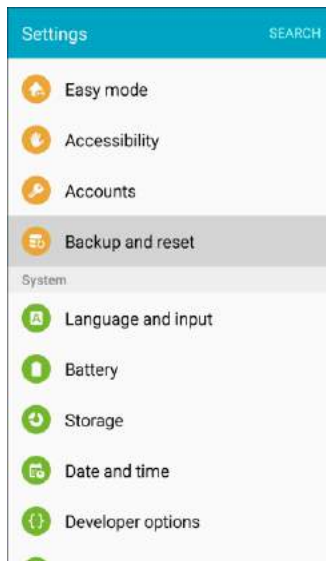 Settings
SEARCH
Easy mode
Accessibility
Accounts
Backup and reset
System
Language and input
Battery
Storage
Date and time
Developer options